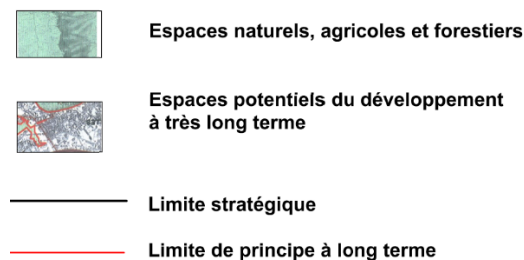 Espaces naturels, agricoles et forestiers
Espaces potentiels du développement
à très long terme
Limite stratégique
Limite de principe à long terme